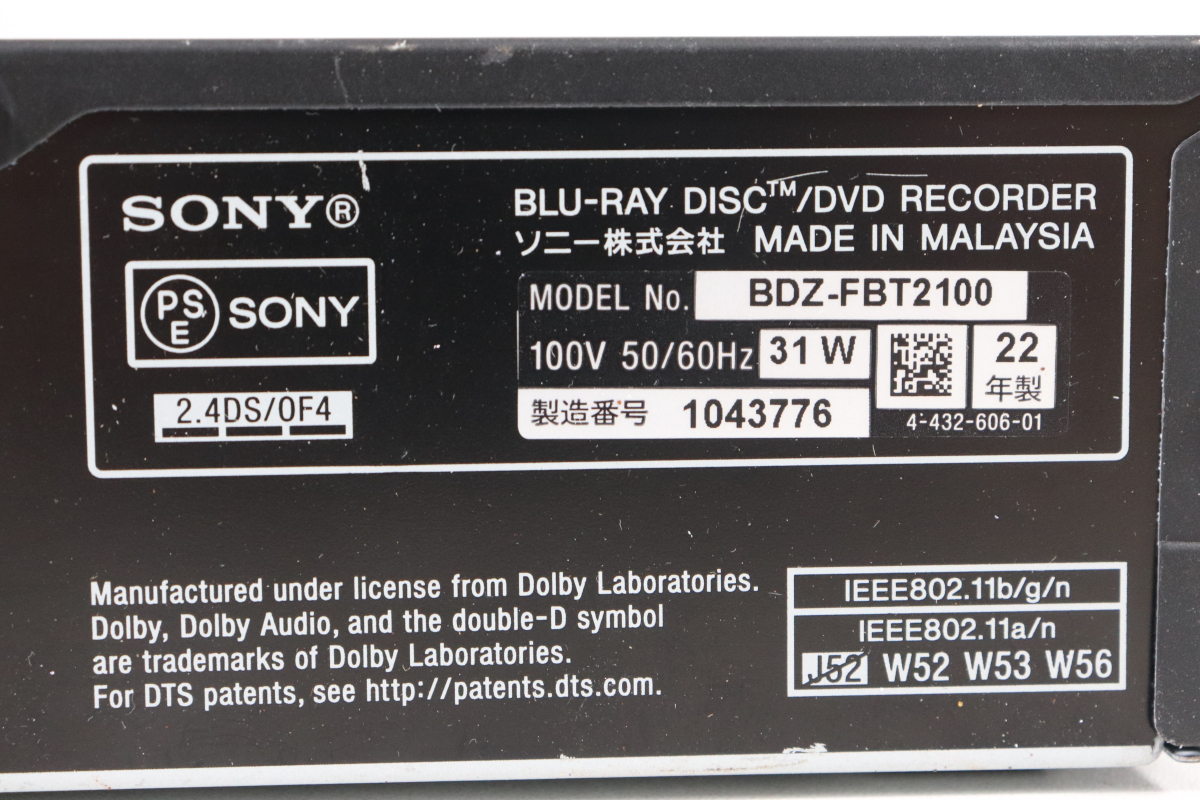 SONY®
PSE SONY
2.4DS/OF4
BLU-RAY DISC™/DVD RECORDER
ソニー株式会社 MADE IN MALAYSIA
MODEL No. BDZ-FBT2100
100V 50/60Hz 31 W
22
年製
製造番号 1043776
4-432-606-01
Manufactured under license from Dolby Laboratories.
Dolby, Dolby Audio, and the double-D symbol
are trademarks of Dolby Laboratories.
For DTS patents, see http://patents.dts.com.
IEEE802.11b/g/n
IEEE802.11a/n
J52 W52 W53 W56